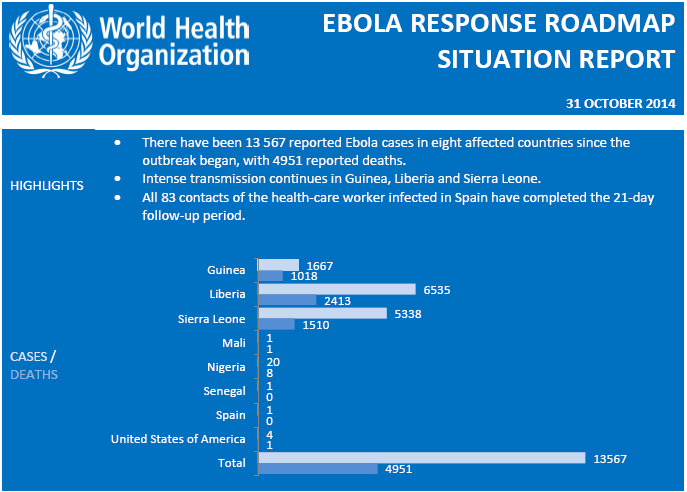 World Health
Organization
EBOLA RESPONSE ROADMAP
SITUATION REPORT
31 OCTOBER 2014
HIGHLIGHTS
• There have been 13 567 reported Ebola cases in eight affected countries since the
outbreak began, with 4951 reported deaths.
• Intense transmission continues in Guinea, Liberia and Sierra Leone.
• All 83 contacts of the health-care worker infected in Spain have completed the 21-day
follow-up period.
CASES /
DEATHS
Guinea 1667
1018
Liberia 6535
2413
Sierra Leone 5338
1510
Mali 1
1
Nigeria 20
8
Senegal 1
0
Spain 1
0
United States of America 4
1
Total 13567
4951